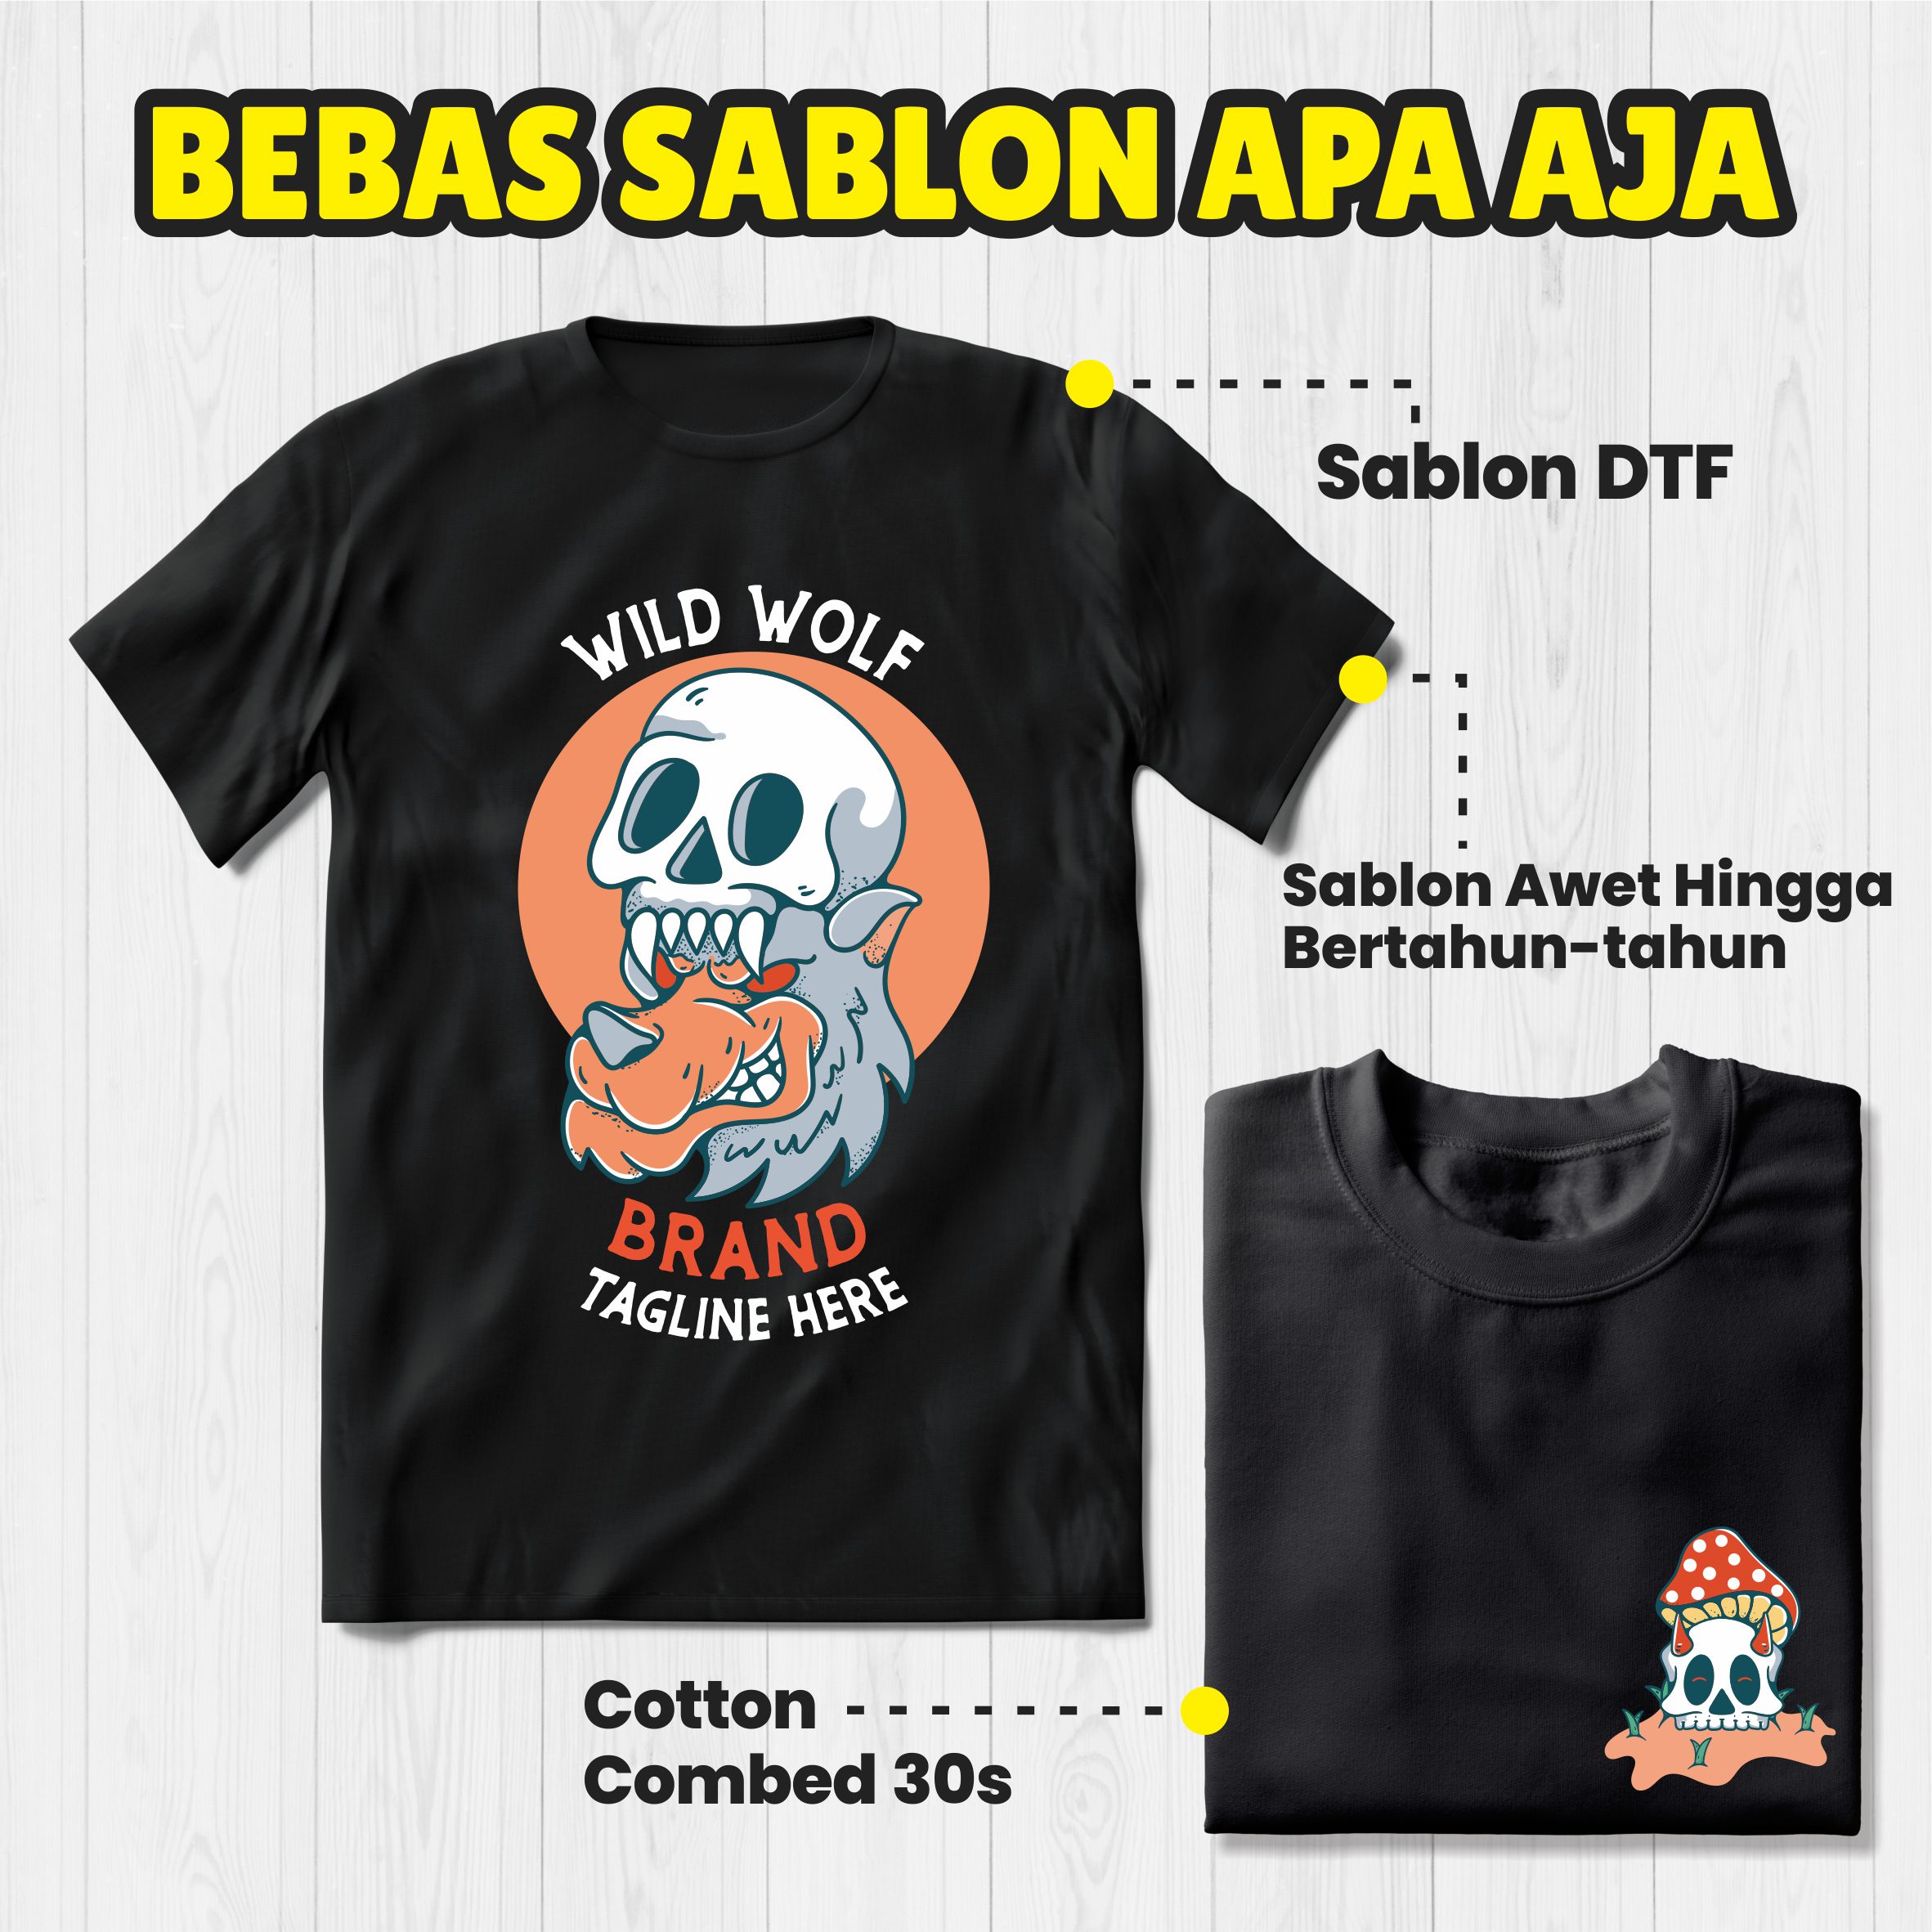 BEBAS SABLON APA AJA
Sablon DTF
WILD WOLF
BRAND
TAGLINE HERE
Sablon Awet Hingga
Bertahun-tahun
Cotton
Combed 30s